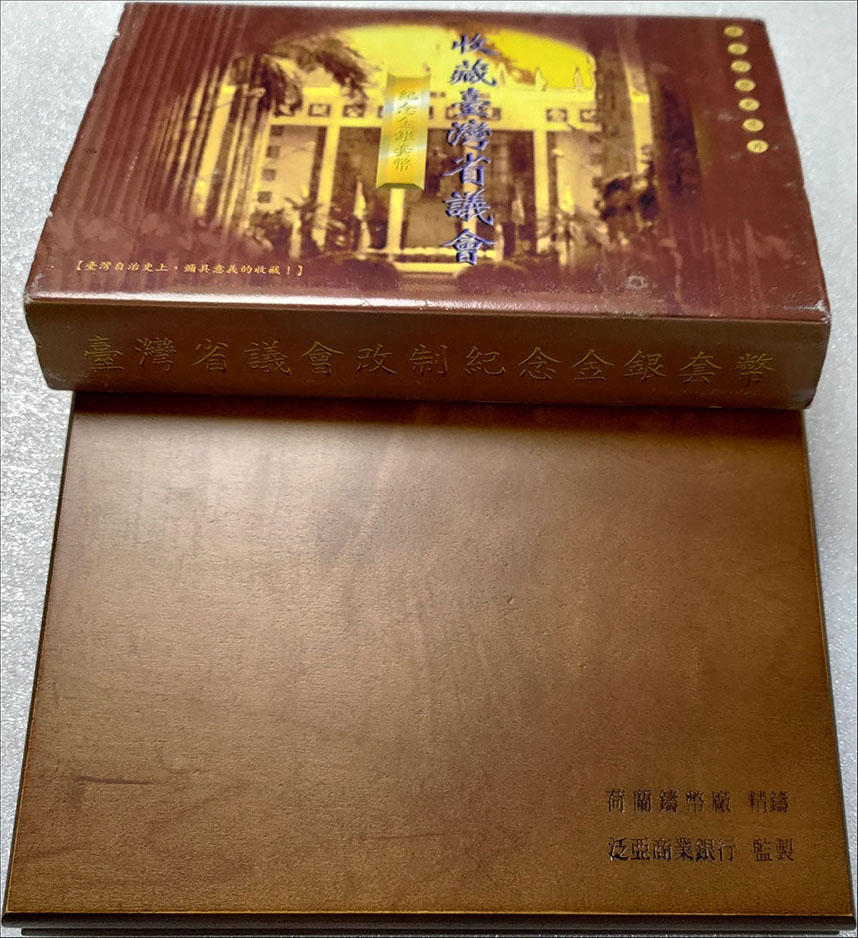 收藏臺灣省議會
紀念金銀套幣
【臺灣自治史上，彌具意義的收藏！】
臺灣省議會改制紀念金銀套幣
荷蘭鑄幣廠 精鑄
泛亞商業銀行 監製